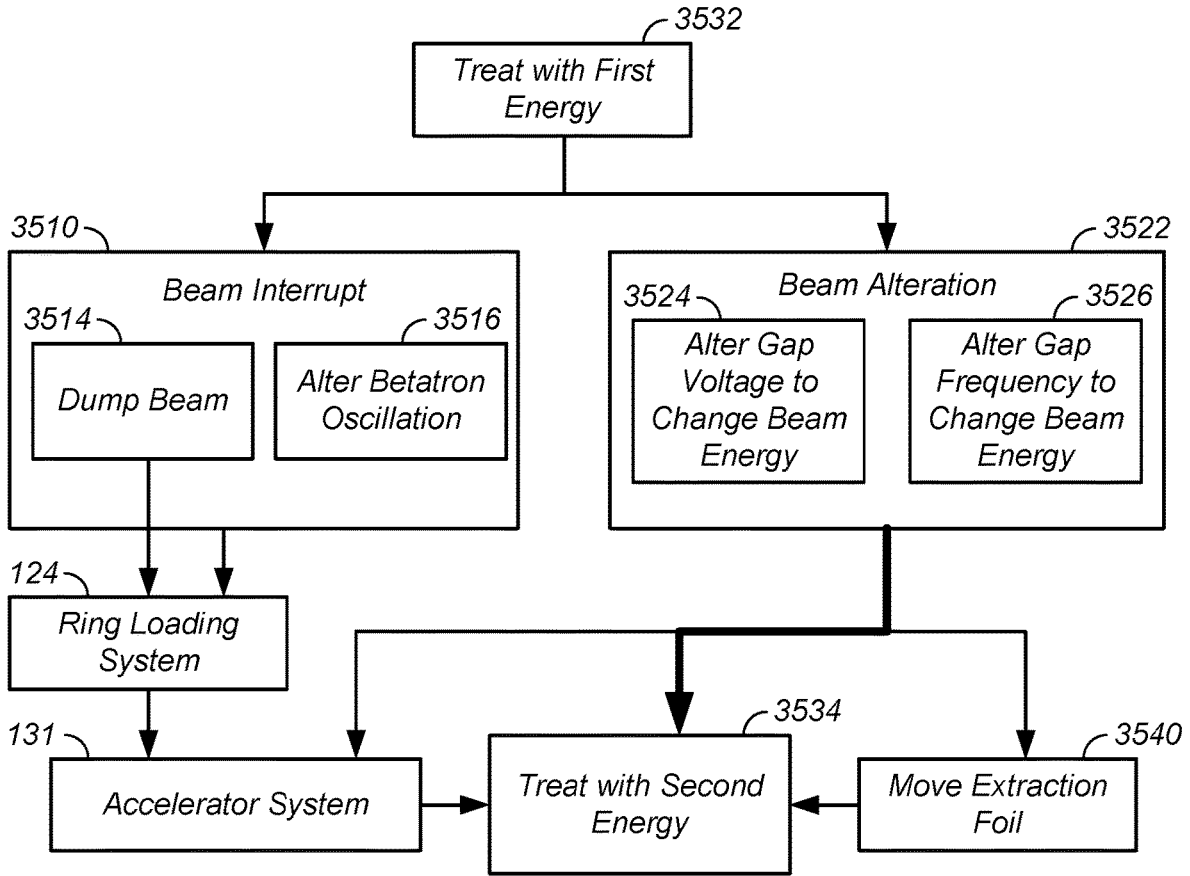 3532
Treat with First
Energy
3510
Beam Interrupt
3514
Dump Beam
3516
Alter Betatron
Oscillation
3522
Beam Alteration
3524
Alter Gap
Voltage to
Change Beam
Energy
3526
Alter Gap
Frequency to
Change Beam
Energy
124
Ring Loading
System
131
Accelerator System
3534
Treat with Second
Energy
3540
Move Extraction
Foil